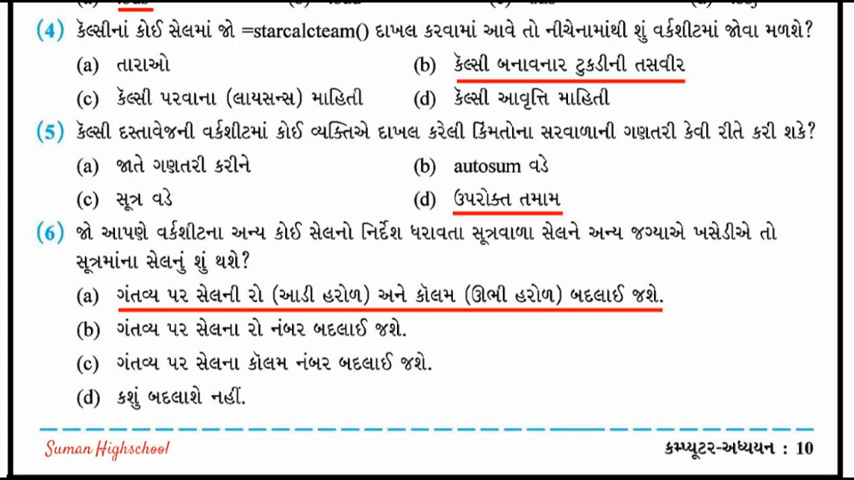 (4) કૅલ્સીનાં કોઈ સેલમાં જો =starcalcteam() દાખલ કરવામાં આવે તો નીચેનામાંથી શું વર્કશીટમાં જોવા મળશે?
(a) તારાઓ (b) કૅલ્સી બનાવનાર ટુકડીની તસવીર
(c) કૅલ્સી પરવાના (લાયસન્સ) માહિતી (d) કૅલ્સી આવૃત્તિ માહિતી
(5) કૅલ્સી દસ્તાવેજની વર્કશીટમાં કોઈ વ્યક્તિએ દાખલ કરેલી કિંમતોના સરવાળાની ગણતરી કેવી રીતે કરી શકે?
(a) જાતે ગણતરી કરીને (b) autosum વડે
(c) સૂત્ર વડે (d) ઉપરોક્ત તમામ
(6) જો આપણે વર્કશીટના અન્ય કોઈ સેલનો નિર્દેશ ધરાવતા સૂત્રવાળા સેલને અન્ય જગ્યાએ ખસેડીએ તો
સૂત્રમાંના સેલનું શું થશે?
(a) ગંતવ્ય પર સેલની રો (આડી હરોળ) અને કૉલમ (ઊભી હરોળ) બદલાઈ જશે.
(b) ગંતવ્ય પર સેલના રો નંબર બદલાઈ જશે.
(c) ગંતવ્ય પર સેલના કૉલમ નંબર બદલાઈ જશે.
(d) કશું બદલાશે નહીં.
Suman Highschool કમ્પ્યૂટર-અધ્યયન : 10